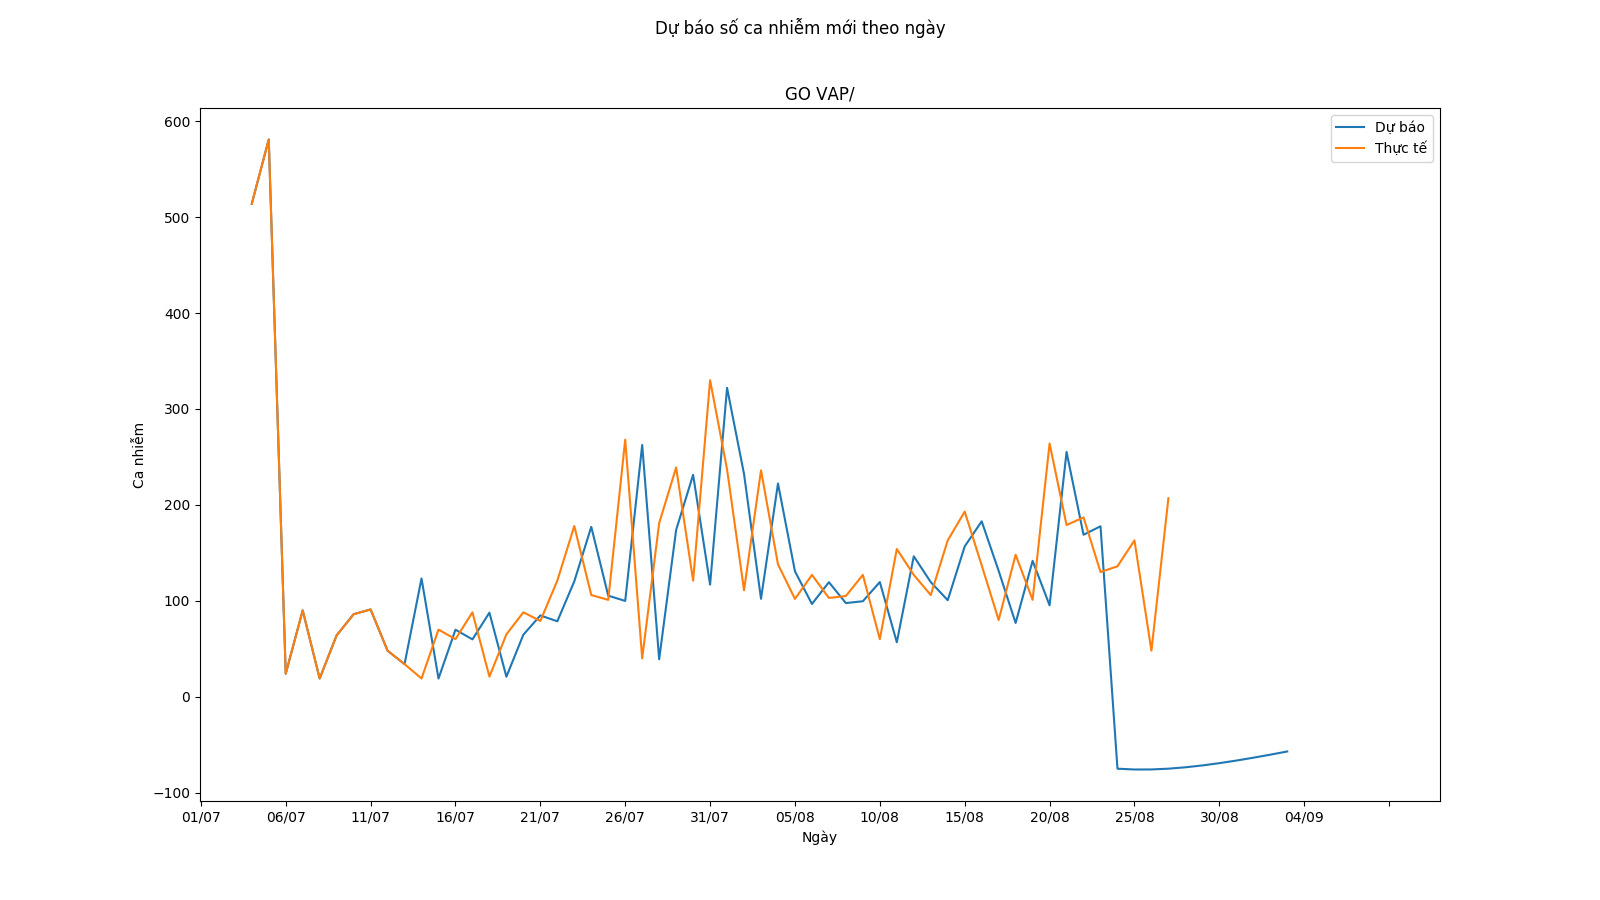 Dự báo số ca nhiễm mới theo ngày
GO VAP/
Dự báo
Thực tế
600
500
400
300
200
100
0
−100
Ca nhiễm
01/07 06/07 11/07 16/07 21/07 26/07 31/07 05/08 10/08 15/08 20/08 25/08 30/08 04/09
Ngày